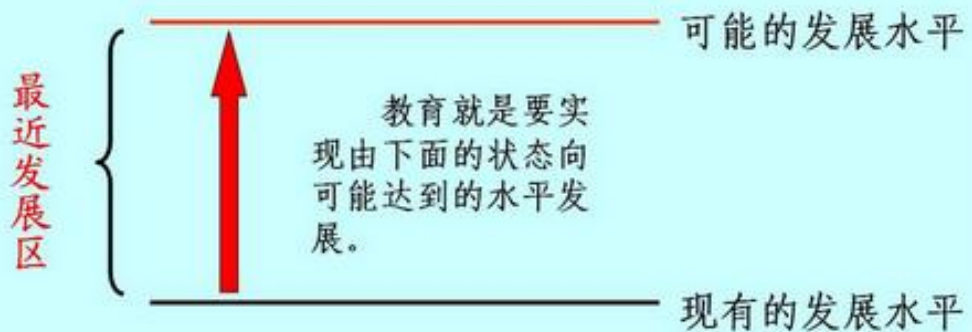 可能的发展水平
最近发展区
教育就是要实
现由下面的状态向
可能达到的水平发
展。
现有的发展水平